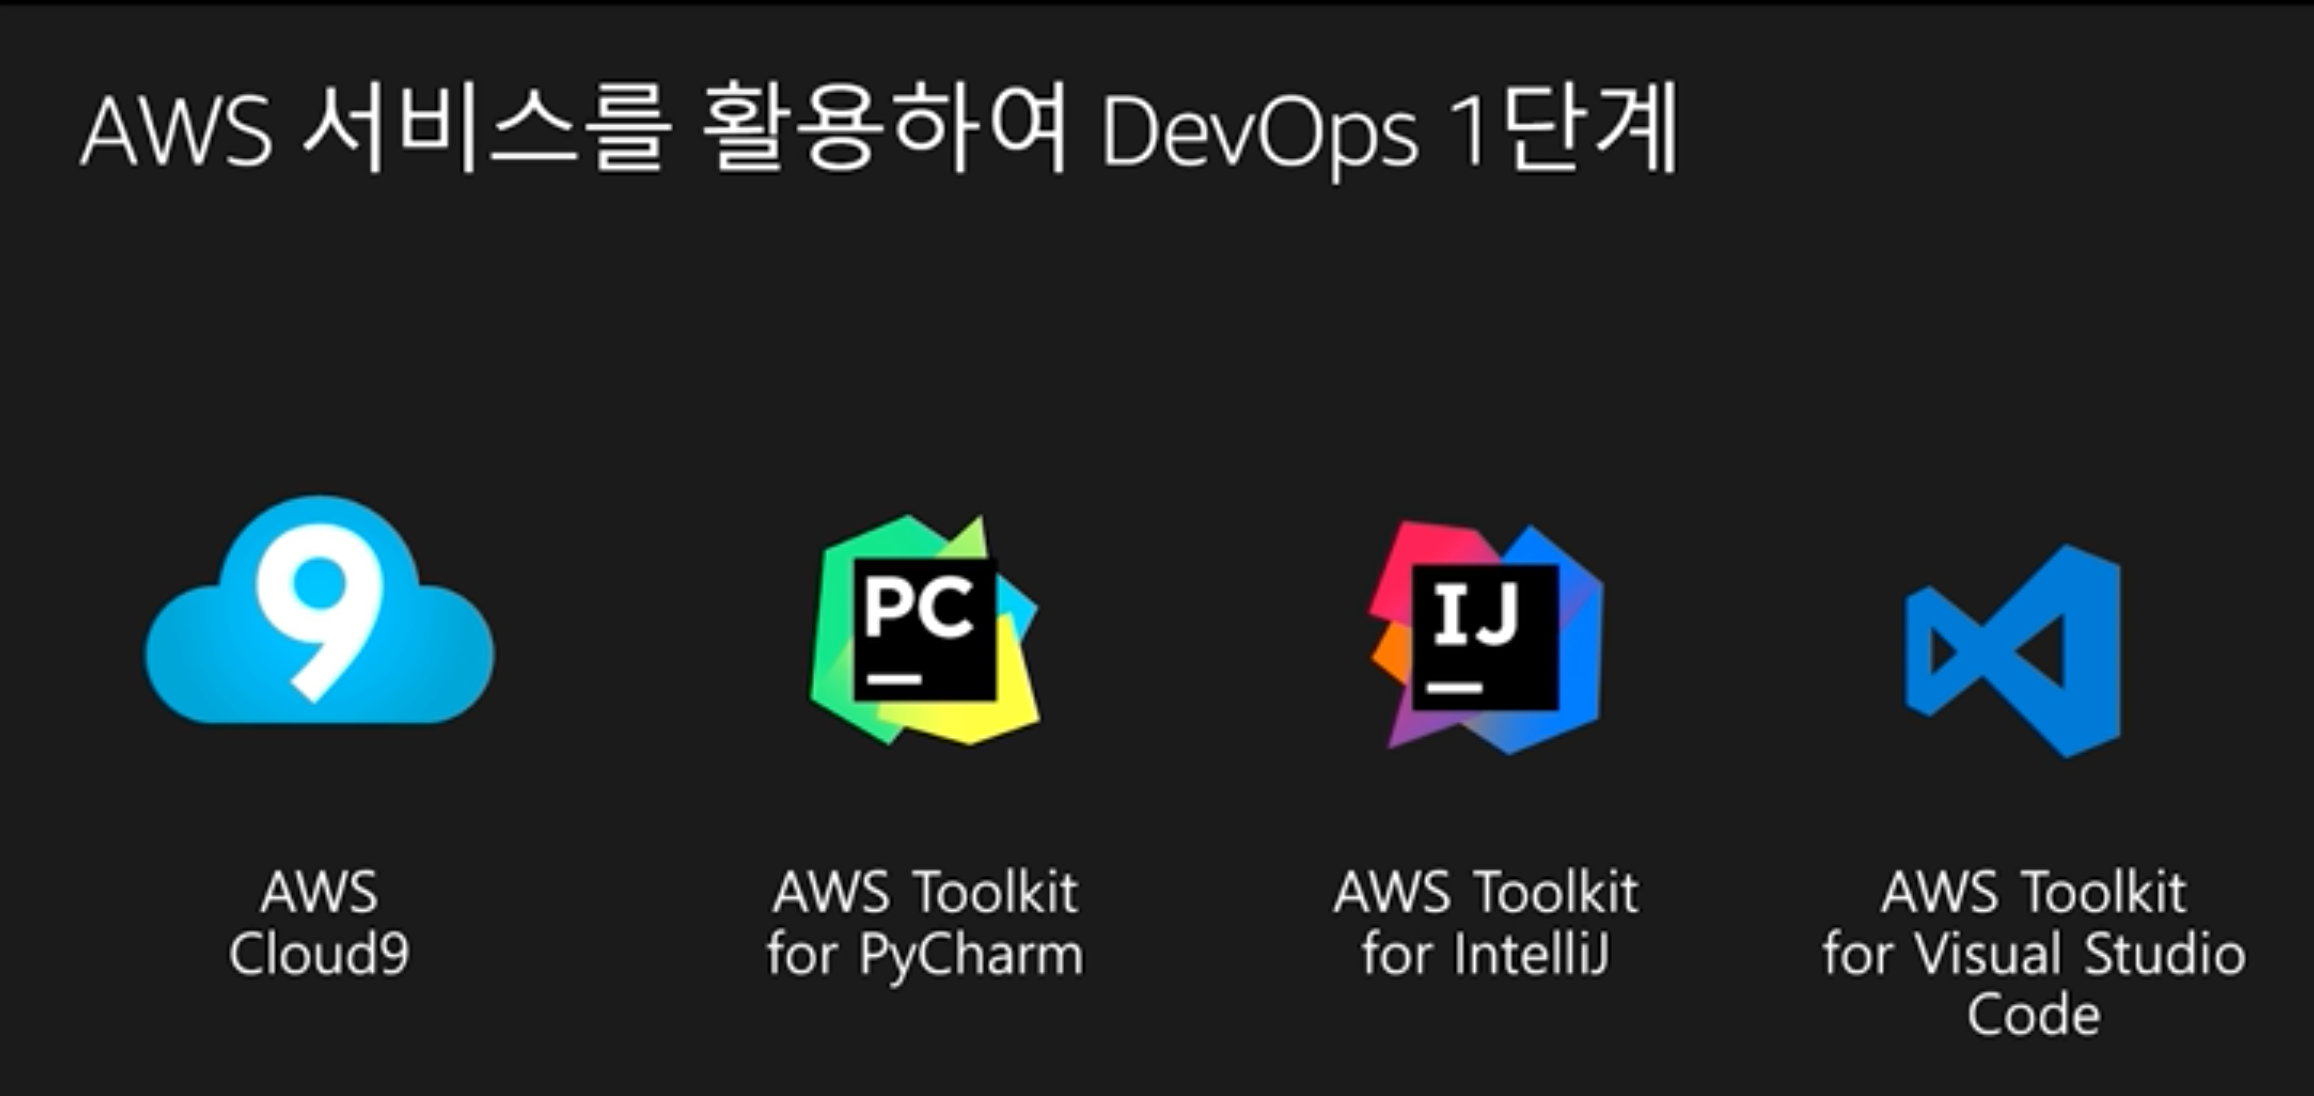 AWS 서비스를 활용하여 DevOps 1단계
9
PC
IJ
AWS
Cloud9
AWS Toolkit
for PyCharm
AWS Toolkit
for IntelliJ
AWS Toolkit
for Visual Studio
Code